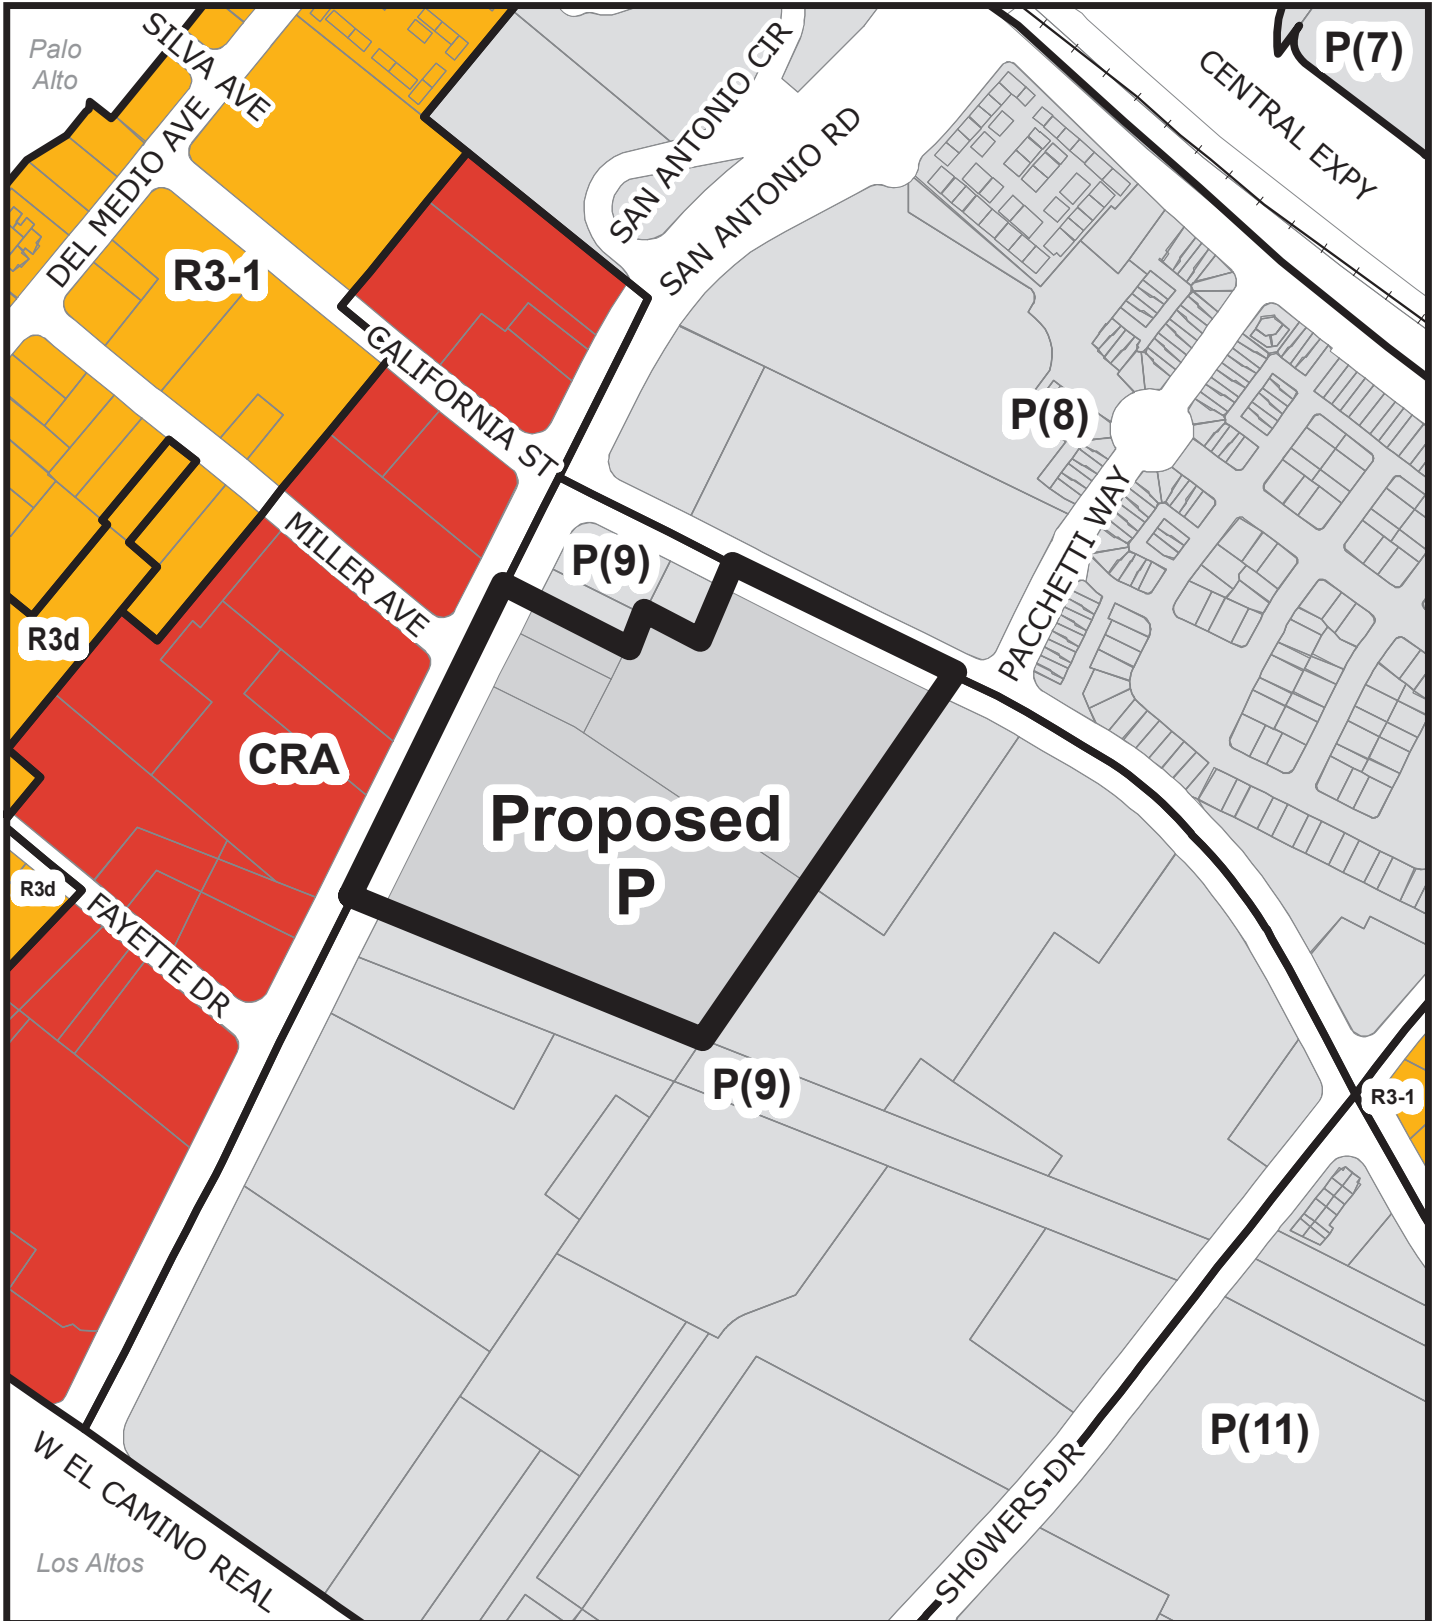 Palo
Alto
SILVA AVE
DEL MEDIO AVE
SAN ANTONIO CIR
SAN ANTONIO RD
CENTRAL EXPY
P(7)
R3-1
CALIFORNIA ST
P(8)
PACCHETTI WAY
MILLER AVE
P(9)
R3d
CRA
Proposed
P
R3d
FAYETTE DR
P(9)
R3-1
P(11)
SHOWERS DR
W EL CAMINO REAL
Los Altos